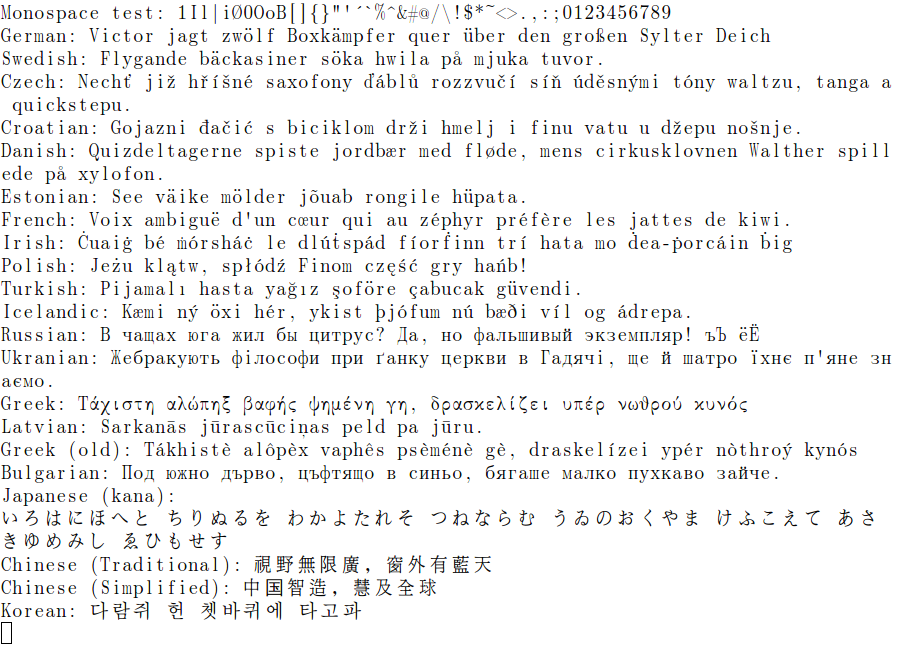 Monospace test: 1Il|iØ0OoB[]{}"'´`%^&#@/\!$*~<>.,:;0123456789
German: Victor jagt zwölf Boxkämpfer quer über den großen Sylter Deich
Swedish: Flygande bäckasiner söka hwila på mjuka tuvor.
Czech: Nechť již hříšné saxofony ďáblů rozzvučí síň úděsnými tóny waltzu, tanga a
 quickstepu.
Croatian: Gojazni đačić s biciklom drži hmelj i finu vatu u džepu nošnje.
Danish: Quizdeltagerne spiste jordbær med fløde, mens cirkusklovnen Walther spill
ede på xylofon.
Estonian: See väike mölder jõuab rongile hüpata.
French: Voix ambiguë d'un cœur qui au zéphyr préfère les jattes de kiwi.
Irish: Ċuaiġ bé ṁórsháċ le dlúṫspád fíorḟinn trí hata mo ḋea-ṗorcáin ḃig
Polish: Jeżu klątw, spłódź Finom część gry hańb!
Turkish: Pijamalı hasta yağız şoföre çabucak güvendi.
Icelandic: Kæmi ný öxi hér, ykist þjófum nú bæði víl og ádrepa.
Russian: В чащах юга жил бы цитрус? Да, но фальшивый экземпляр! ъЪ ёЁ
Ukranian: Жебракують філософи при ґанку церкви в Гадячі, ще й шатро їхнє п'яне зн
аємо.
Greek: Τάχιστη αλώπηξ βαφής ψημένη γη, δρασκελίζει υπέρ νωθρού κυνός
Latvian: Sarkanās jūrascūciņas peld pa jūru.
Greek (old): Tákhistè alôpèx vaphês psèménè gè, draskelízei ypér nòthroý kynós
Bulgarian: Под южно дърво, цъфтящо в синьо, бягаше малко пухкаво зайче.
Japanese (kana):
いろはにほへと ちりぬるを わかよたれそ つねならむ うゐのおくやま けふこえて あさ
きゆめみし ゑひもせす
Chinese (Traditional): 視野無限廣，窗外有藍天
Chinese (Simplified): 中国智造，慧及全球
Korean: 다람쥐 헌 쳇바퀴에 타고파